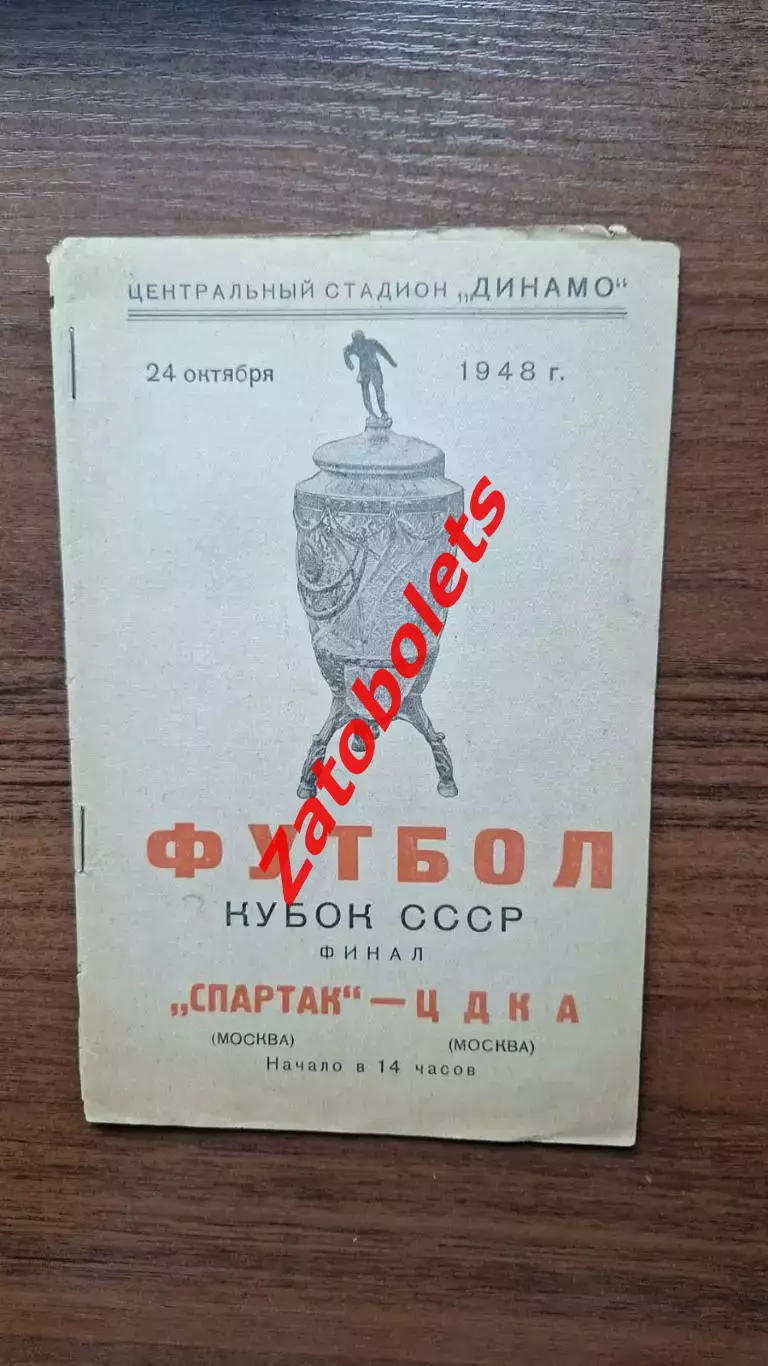 ЦЕНТРАЛЬНЫЙ СТАДИОН „ДИНАМО“
24 октября 1948 г.
Zatobolets
ФУТБОЛ
КУБОК СССР
ФИНАЛ
„СПАРТАК“ — ЦДКА
(МОСКВА) (МОСКВА)
Начало в 14 часов